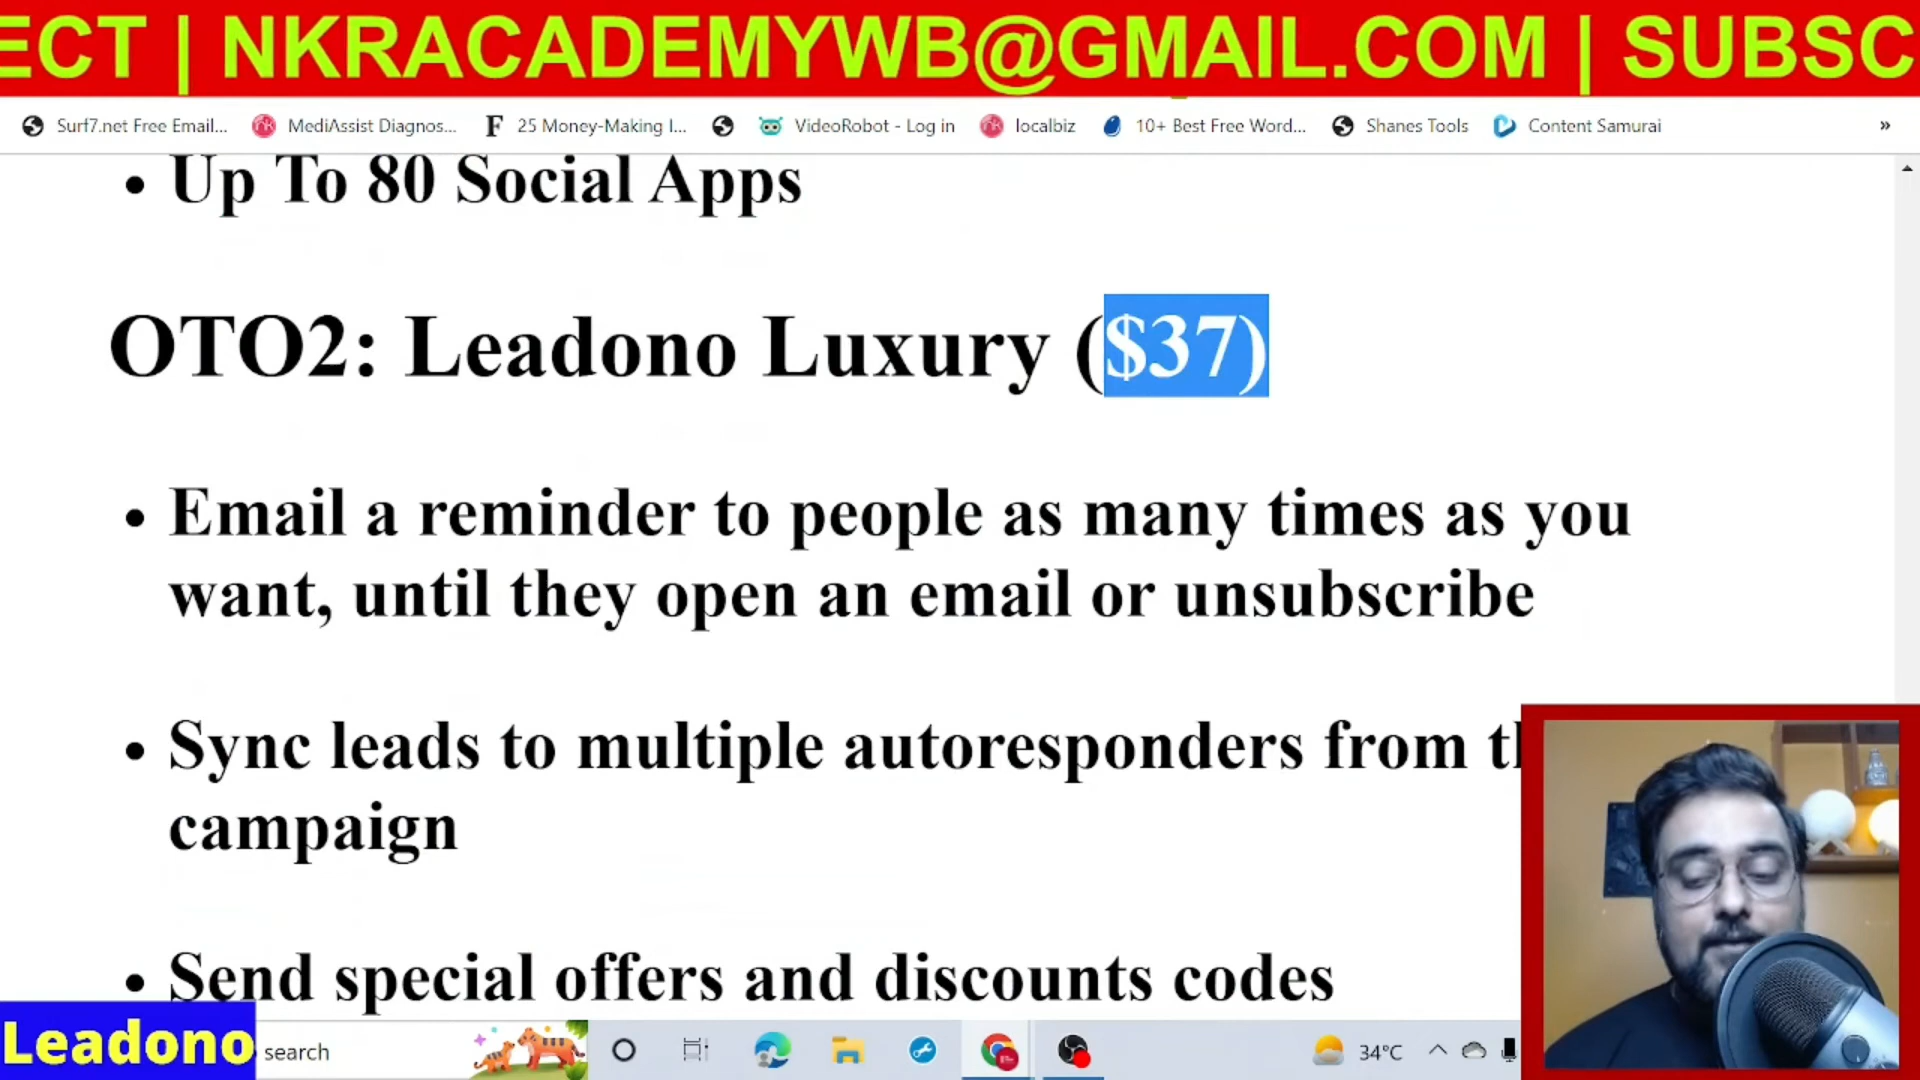 ECT | NKRACADEMYWB@GMAIL.COM | SUBSC
Surf7.net Free Email... MediAssist Diagnos... 25 Money-Making I... VideoRobot - Log in localbiz 10+ Best Free Word... Shanes Tools Content Samurai »
• Up To 80 Social Apps
OTO2: Leadono Luxury ($37)
• Email a reminder to people as many times as you
want, until they open an email or unsubscribe
• Sync leads to multiple autoresponders from
campaign
• Send special offers and discounts codes
Leadono search 34°C